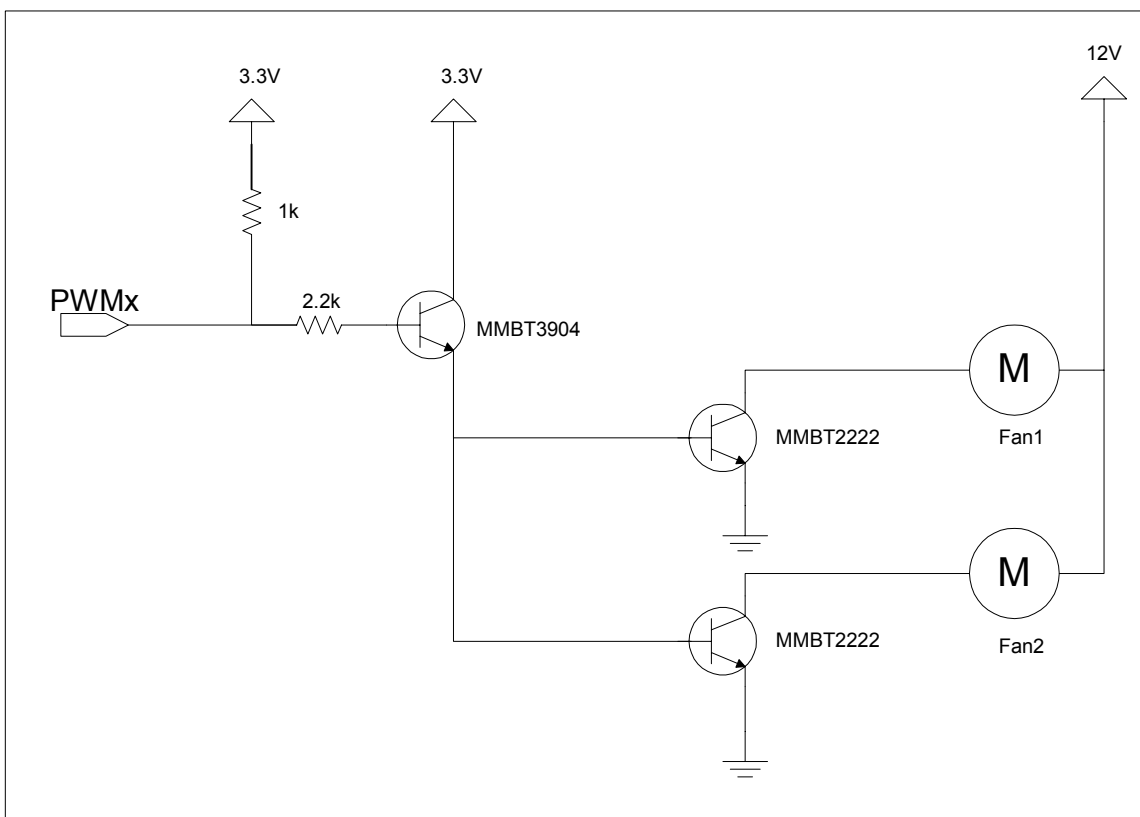 3.3V
3.3V
12V
1k
PWMx
2.2k
MMBT3904
M
Fan1
MMBT2222
M
Fan2
MMBT2222